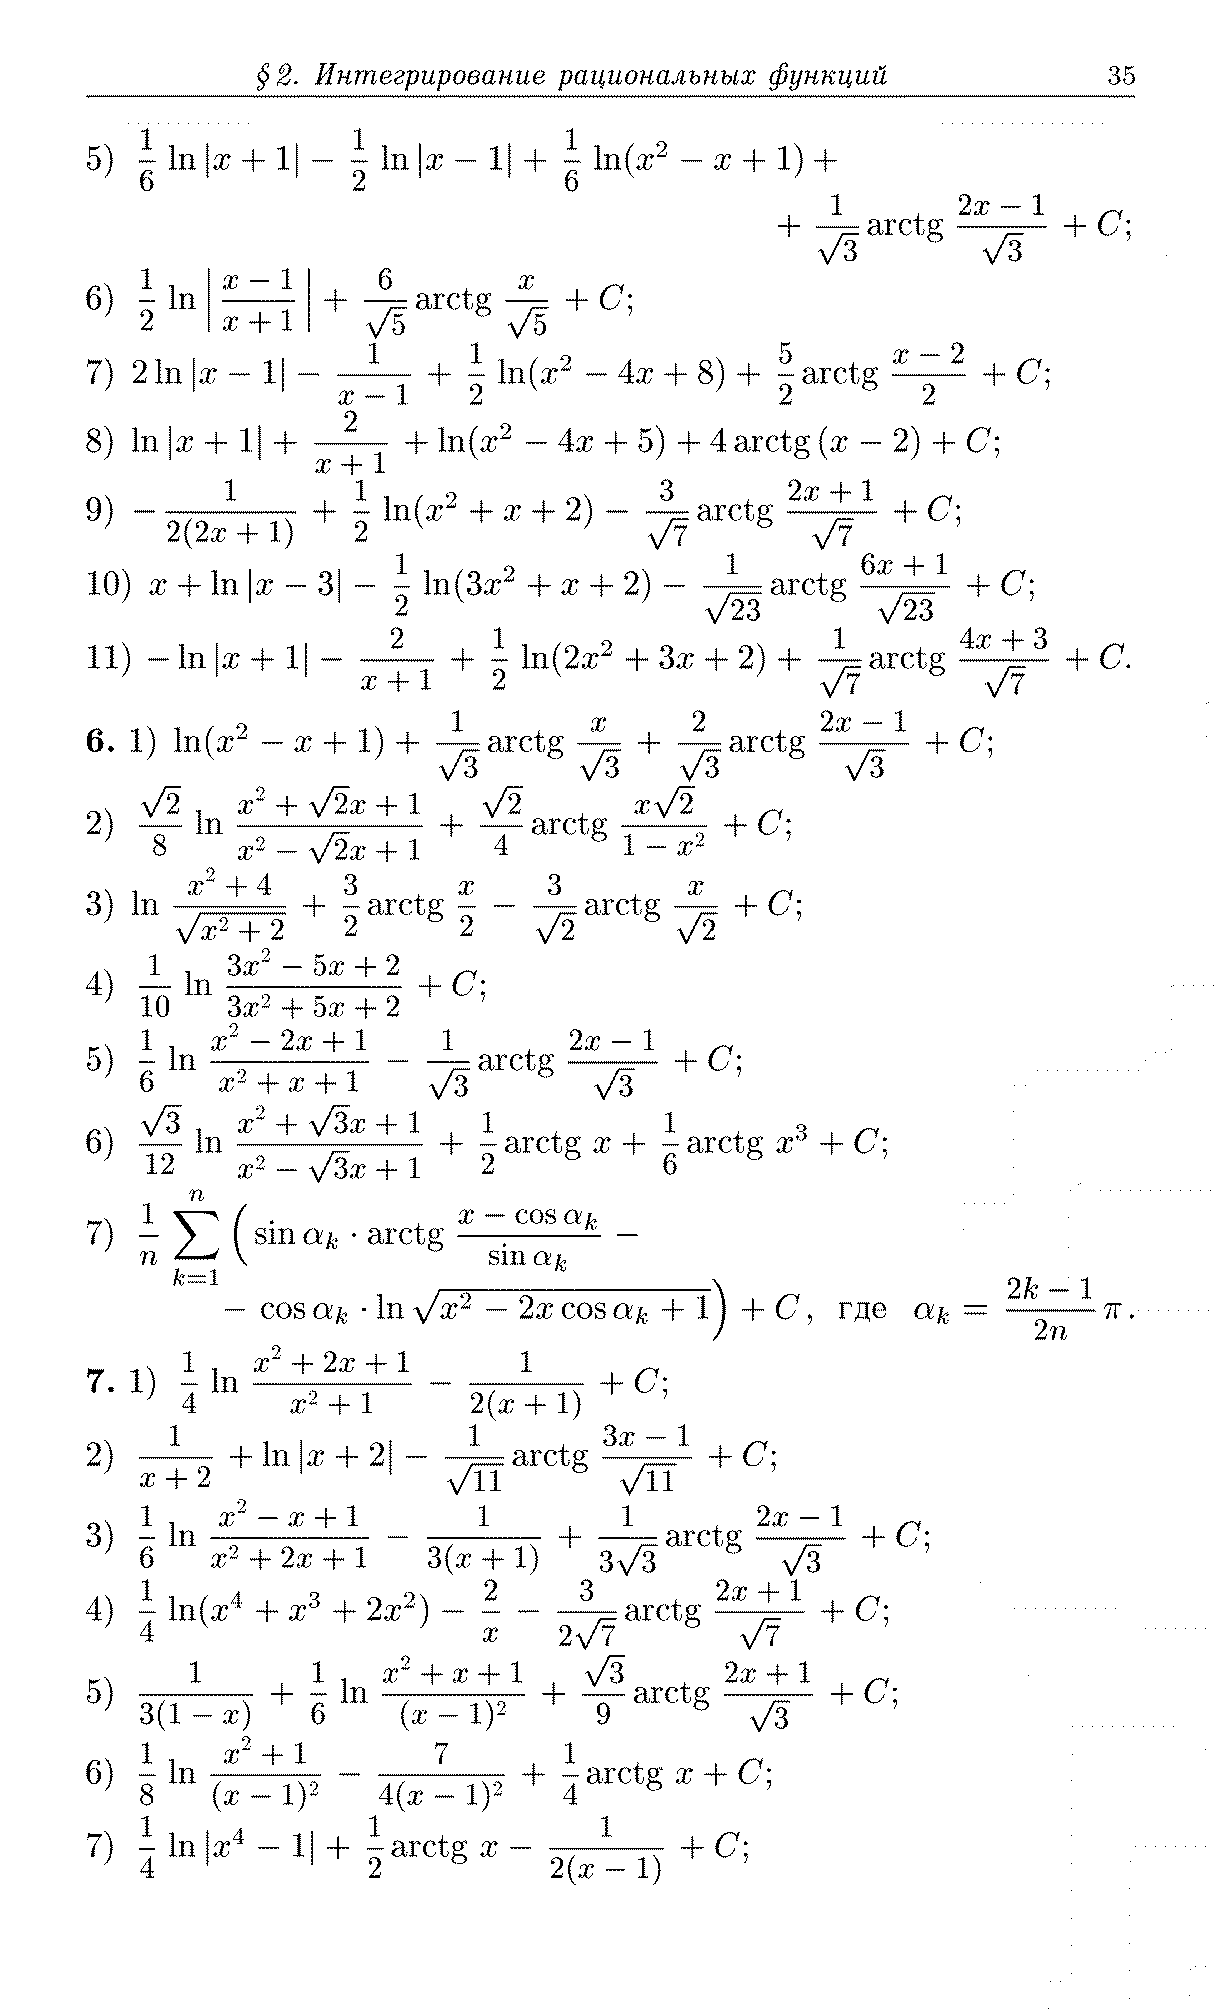 § 2. Интегрирование рациональных функций 35
5) $\frac{1}{6} \ln|x+1| - \frac{1}{2} \ln|x-1| + \frac{1}{6} \ln(x^2-x+1) +$
$+ \frac{1}{\sqrt{3}} \text{arctg} \frac{2x-1}{\sqrt{3}} + C;$
6) $\frac{1}{2} \ln\left|\frac{x-1}{x+1}\right| + \frac{6}{\sqrt{5}} \text{arctg} \frac{x}{\sqrt{5}} + C;$
7) $2\ln|x-1| - \frac{1}{x-1} + \frac{1}{2} \ln(x^2-4x+8) + \frac{5}{2} \text{arctg} \frac{x-2}{2} + C;$
8) $\ln|x+1| + \frac{2}{x+1} + \ln(x^2-4x+5) + 4\,\text{arctg}(x-2) + C;$
9) $-\frac{1}{2(2x+1)} + \frac{1}{2} \ln(x^2+x+2) - \frac{3}{\sqrt{7}} \text{arctg} \frac{2x+1}{\sqrt{7}} + C;$
10) $x + \ln|x-3| - \frac{1}{2} \ln(3x^2+x+2) - \frac{1}{\sqrt{23}} \text{arctg} \frac{6x+1}{\sqrt{23}} + C;$
11) $-\ln|x+1| - \frac{2}{x+1} + \frac{1}{2} \ln(2x^2+3x+2) + \frac{1}{\sqrt{7}} \text{arctg} \frac{4x+3}{\sqrt{7}} + C.$
6. 1) $\ln(x^2-x+1) + \frac{1}{\sqrt{3}} \text{arctg} \frac{x}{\sqrt{3}} + \frac{2}{\sqrt{3}} \text{arctg} \frac{2x-1}{\sqrt{3}} + C;$
2) $\frac{\sqrt{2}}{8} \ln \frac{x^2+\sqrt{2}x+1}{x^2-\sqrt{2}x+1} + \frac{\sqrt{2}}{4} \text{arctg} \frac{x\sqrt{2}}{1-x^2} + C;$
3) $\ln \frac{x^2+4}{\sqrt{x^2+2}} + \frac{3}{2} \text{arctg} \frac{x}{2} - \frac{3}{\sqrt{2}} \text{arctg} \frac{x}{\sqrt{2}} + C;$
4) $\frac{1}{10} \ln \frac{3x^2-5x+2}{3x^2+5x+2} + C;$
5) $\frac{1}{6} \ln \frac{x^2-2x+1}{x^2+x+1} - \frac{1}{\sqrt{3}} \text{arctg} \frac{2x-1}{\sqrt{3}} + C;$
6) $\frac{\sqrt{3}}{12} \ln \frac{x^2+\sqrt{3}x+1}{x^2-\sqrt{3}x+1} + \frac{1}{2} \text{arctg}\, x + \frac{1}{6} \text{arctg}\, x^3 + C;$
7) $\frac{1}{n} \sum_{k=1}^{n} \Big( \sin\alpha_k \cdot \text{arctg} \frac{x-\cos\alpha_k}{\sin\alpha_k} -$
$- \cos\alpha_k \cdot \ln\sqrt{x^2-2x\cos\alpha_k+1} \Big) + C,$ где $\alpha_k = \frac{2k-1}{2n}\pi.$
7. 1) $\frac{1}{4} \ln \frac{x^2+2x+1}{x^2+1} - \frac{1}{2(x+1)} + C;$
2) $\frac{1}{x+2} + \ln|x+2| - \frac{1}{\sqrt{11}} \text{arctg} \frac{3x-1}{\sqrt{11}} + C;$
3) $\frac{1}{6} \ln \frac{x^2-x+1}{x^2+2x+1} - \frac{1}{3(x+1)} + \frac{1}{3\sqrt{3}} \text{arctg} \frac{2x-1}{\sqrt{3}} + C;$
4) $\frac{1}{4} \ln(x^4+x^3+2x^2) - \frac{2}{x} - \frac{3}{2\sqrt{7}} \text{arctg} \frac{2x+1}{\sqrt{7}} + C;$
5) $\frac{1}{3(1-x)} + \frac{1}{6} \ln \frac{x^2+x+1}{(x-1)^2} + \frac{\sqrt{3}}{9} \text{arctg} \frac{2x+1}{\sqrt{3}} + C;$
6) $\frac{1}{8} \ln \frac{x^2+1}{(x-1)^2} - \frac{7}{4(x-1)^2} + \frac{1}{4} \text{arctg}\, x + C;$
7) $\frac{1}{4} \ln|x^4-1| + \frac{1}{2} \text{arctg}\, x - \frac{1}{2(x-1)} + C;$